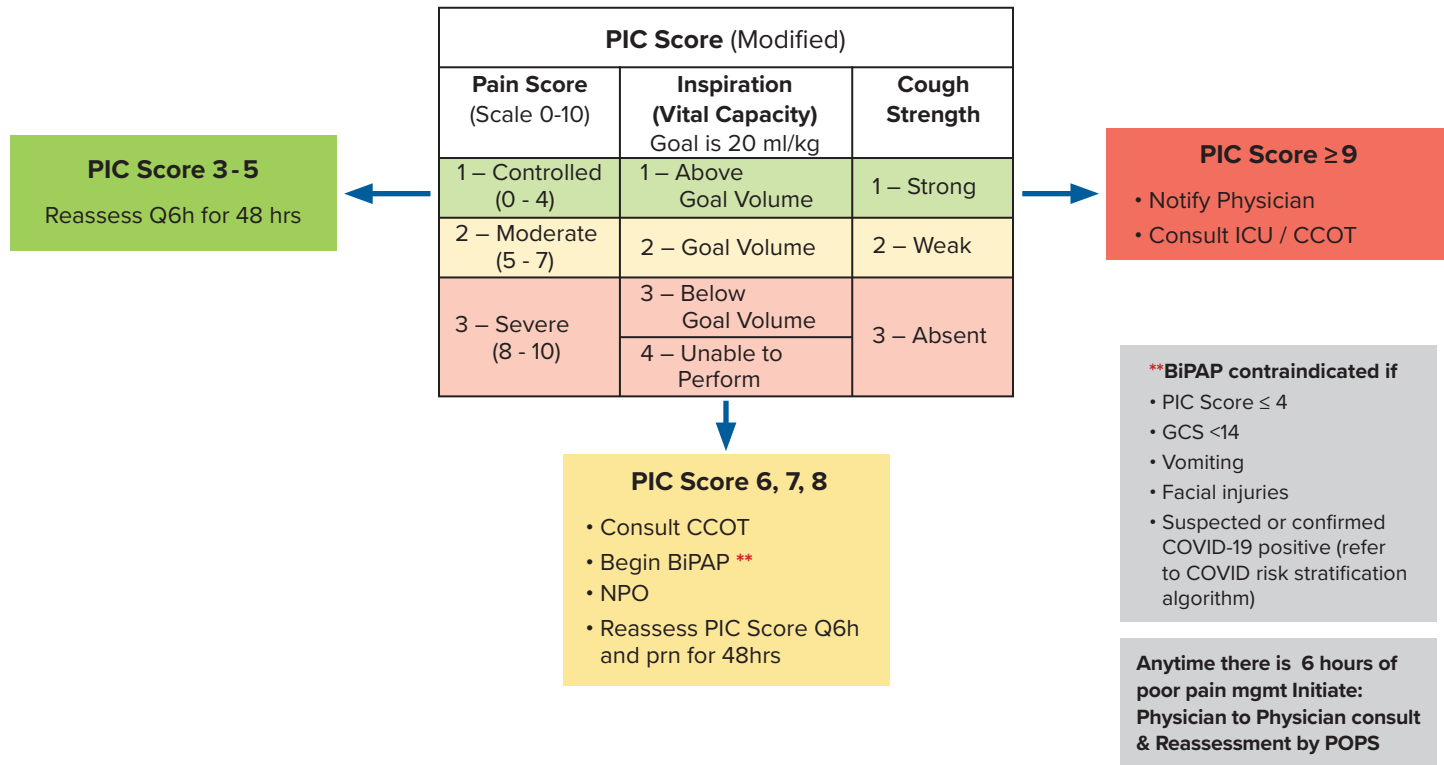 PIC Score (Modified)
Pain Score
(Scale 0-10)
Inspiration
(Vital Capacity)
Goal is 20 ml/kg
Cough
Strength
1 – Controlled
(0 - 4)
1 – Above
Goal Volume
1 – Strong
2 – Moderate
(5 - 7)
2 – Goal Volume
2 – Weak
3 – Severe
(8 - 10)
3 – Below
Goal Volume
4 – Unable to
Perform
3 – Absent
PIC Score 3 - 5
Reassess Q6h for 48 hrs
PIC Score ≥ 9
• Notify Physician
• Consult ICU / CCOT
PIC Score 6, 7, 8
• Consult CCOT
• Begin BiPAP **
• NPO
• Reassess PIC Score Q6h
and prn for 48hrs
**BiPAP contraindicated if
• PIC Score ≤ 4
• GCS <14
• Vomiting
• Facial injuries
• Suspected or confirmed
COVID-19 positive (refer
to COVID risk stratification
algorithm)
Anytime there is 6 hours of
poor pain mgmt Initiate:
Physician to Physician consult
& Reassessment by POPS